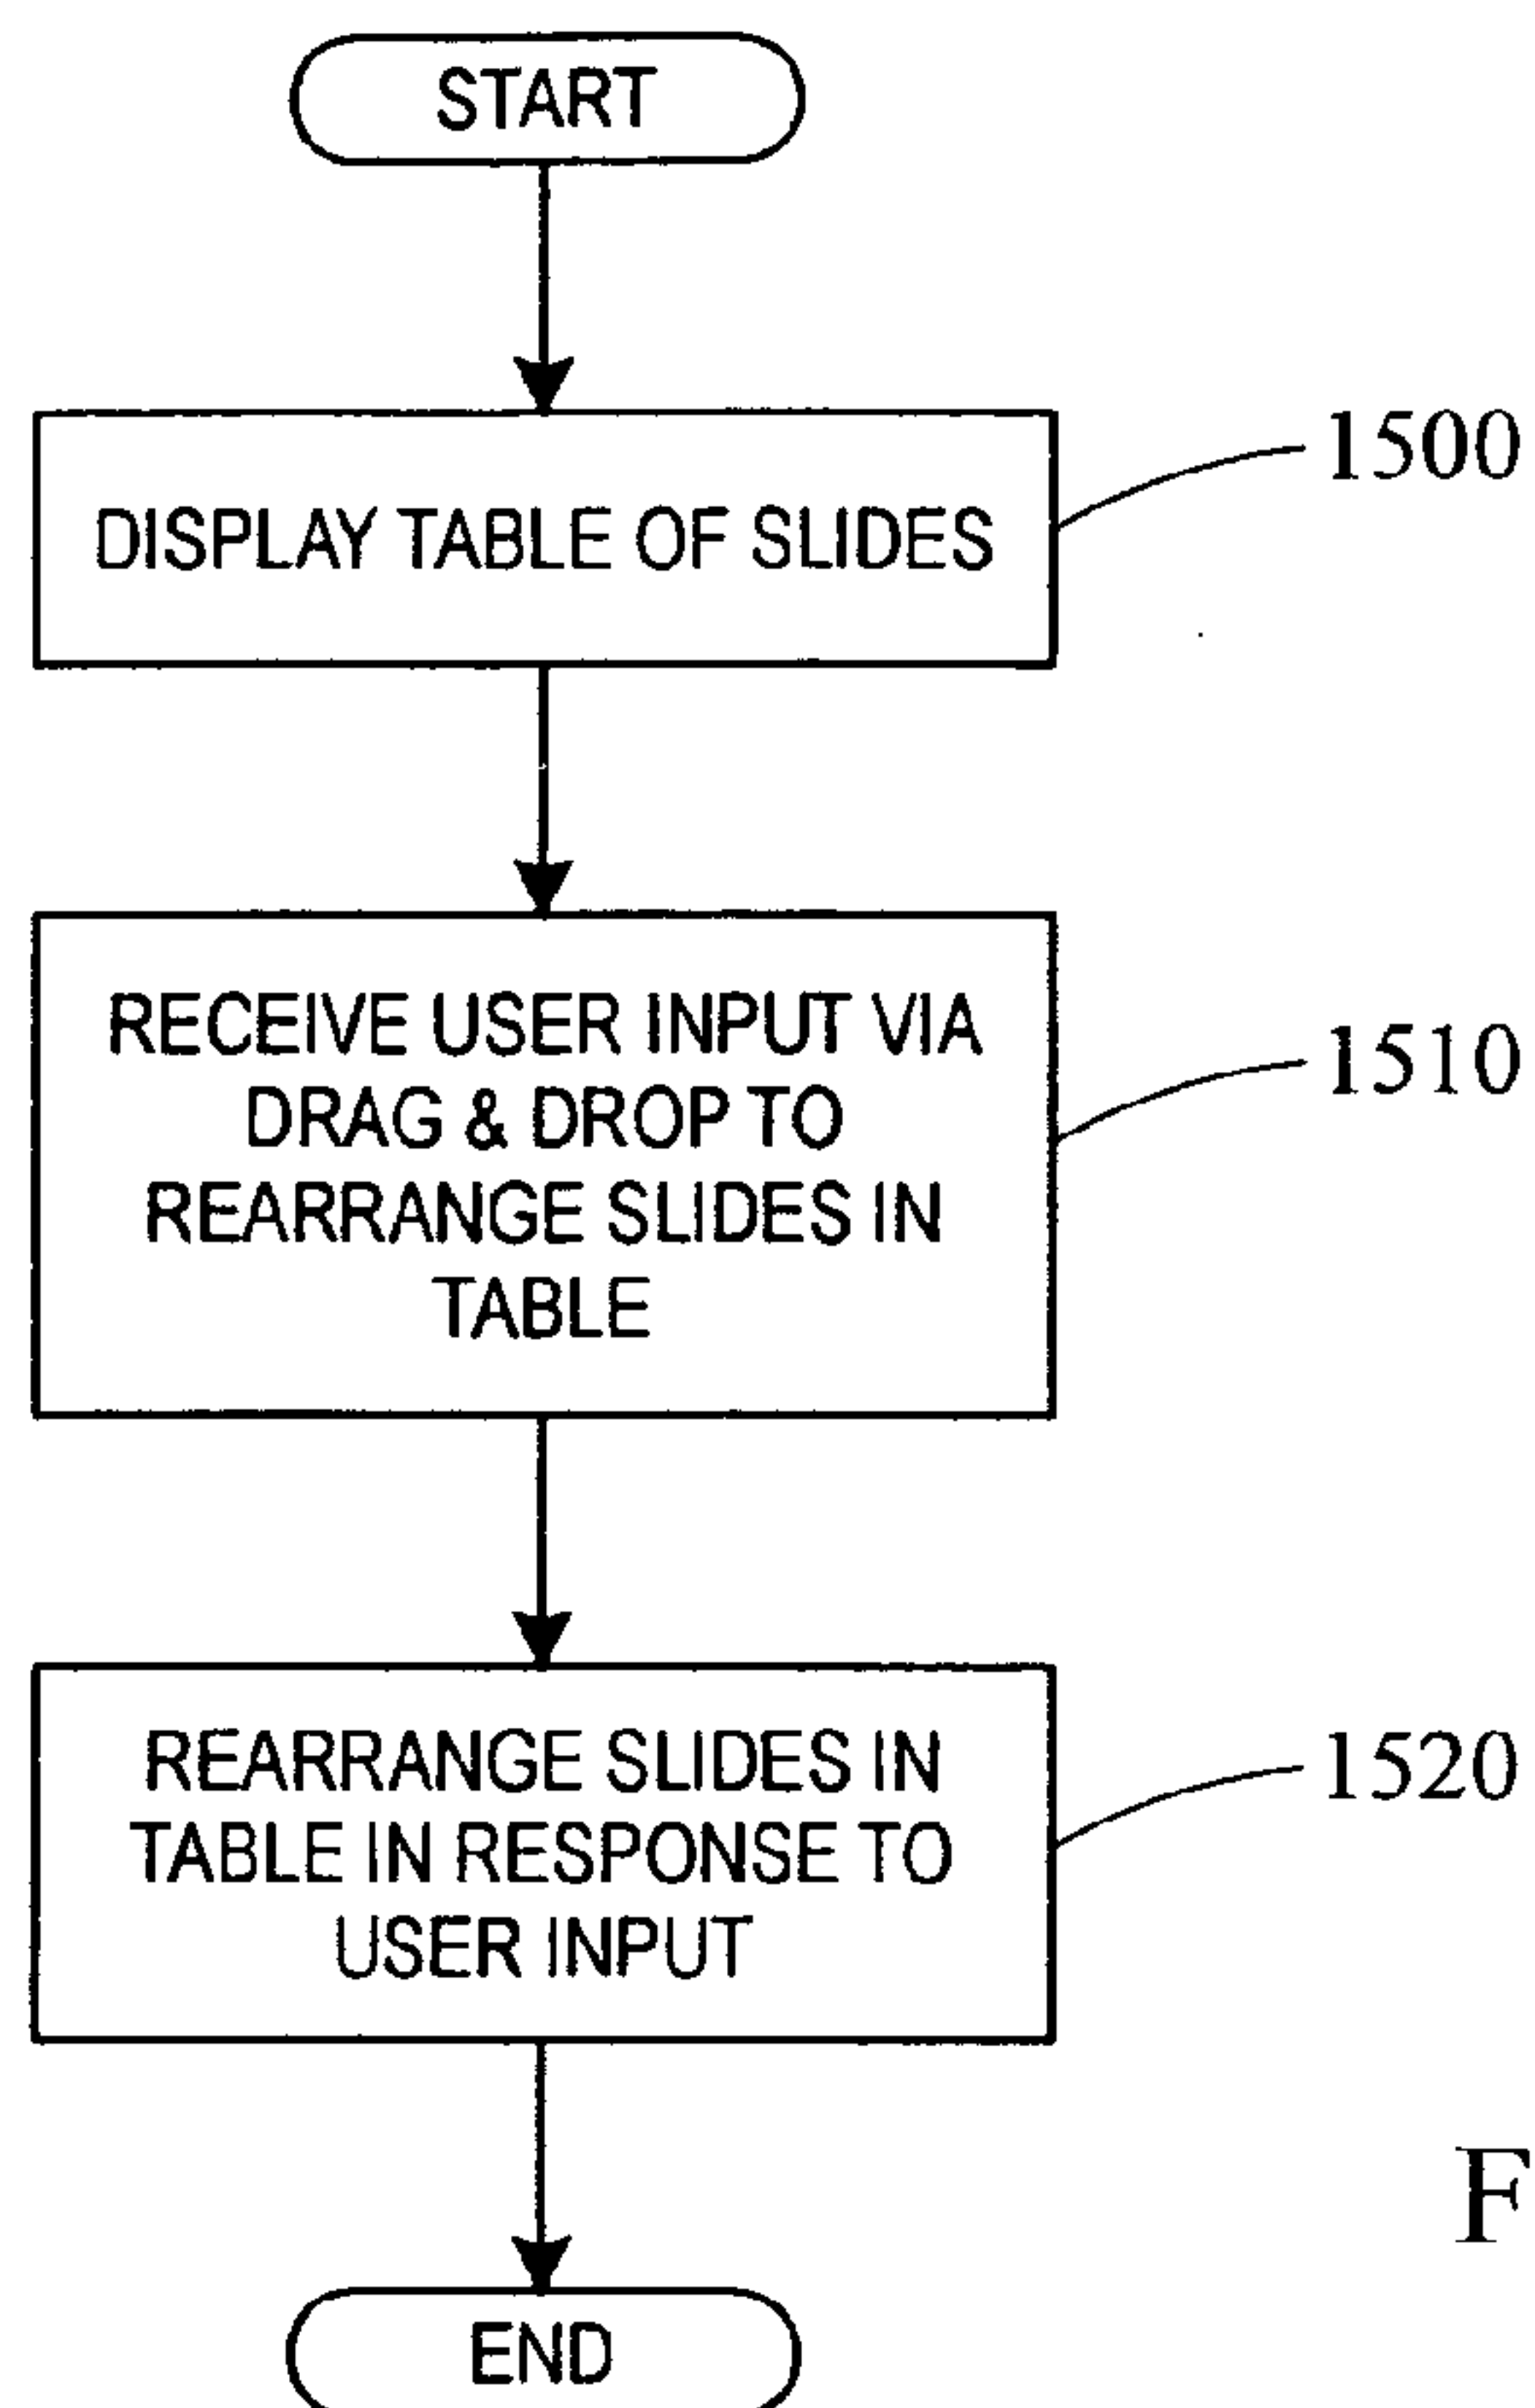 START
DISPLAY TABLE OF SLIDES
1500
RECEIVE USER INPUT VIA
DRAG & DROP TO
REARRANGE SLIDES IN
TABLE
1510
REARRANGE SLIDES IN
TABLE IN RESPONSE TO
USER INPUT
1520
F
END